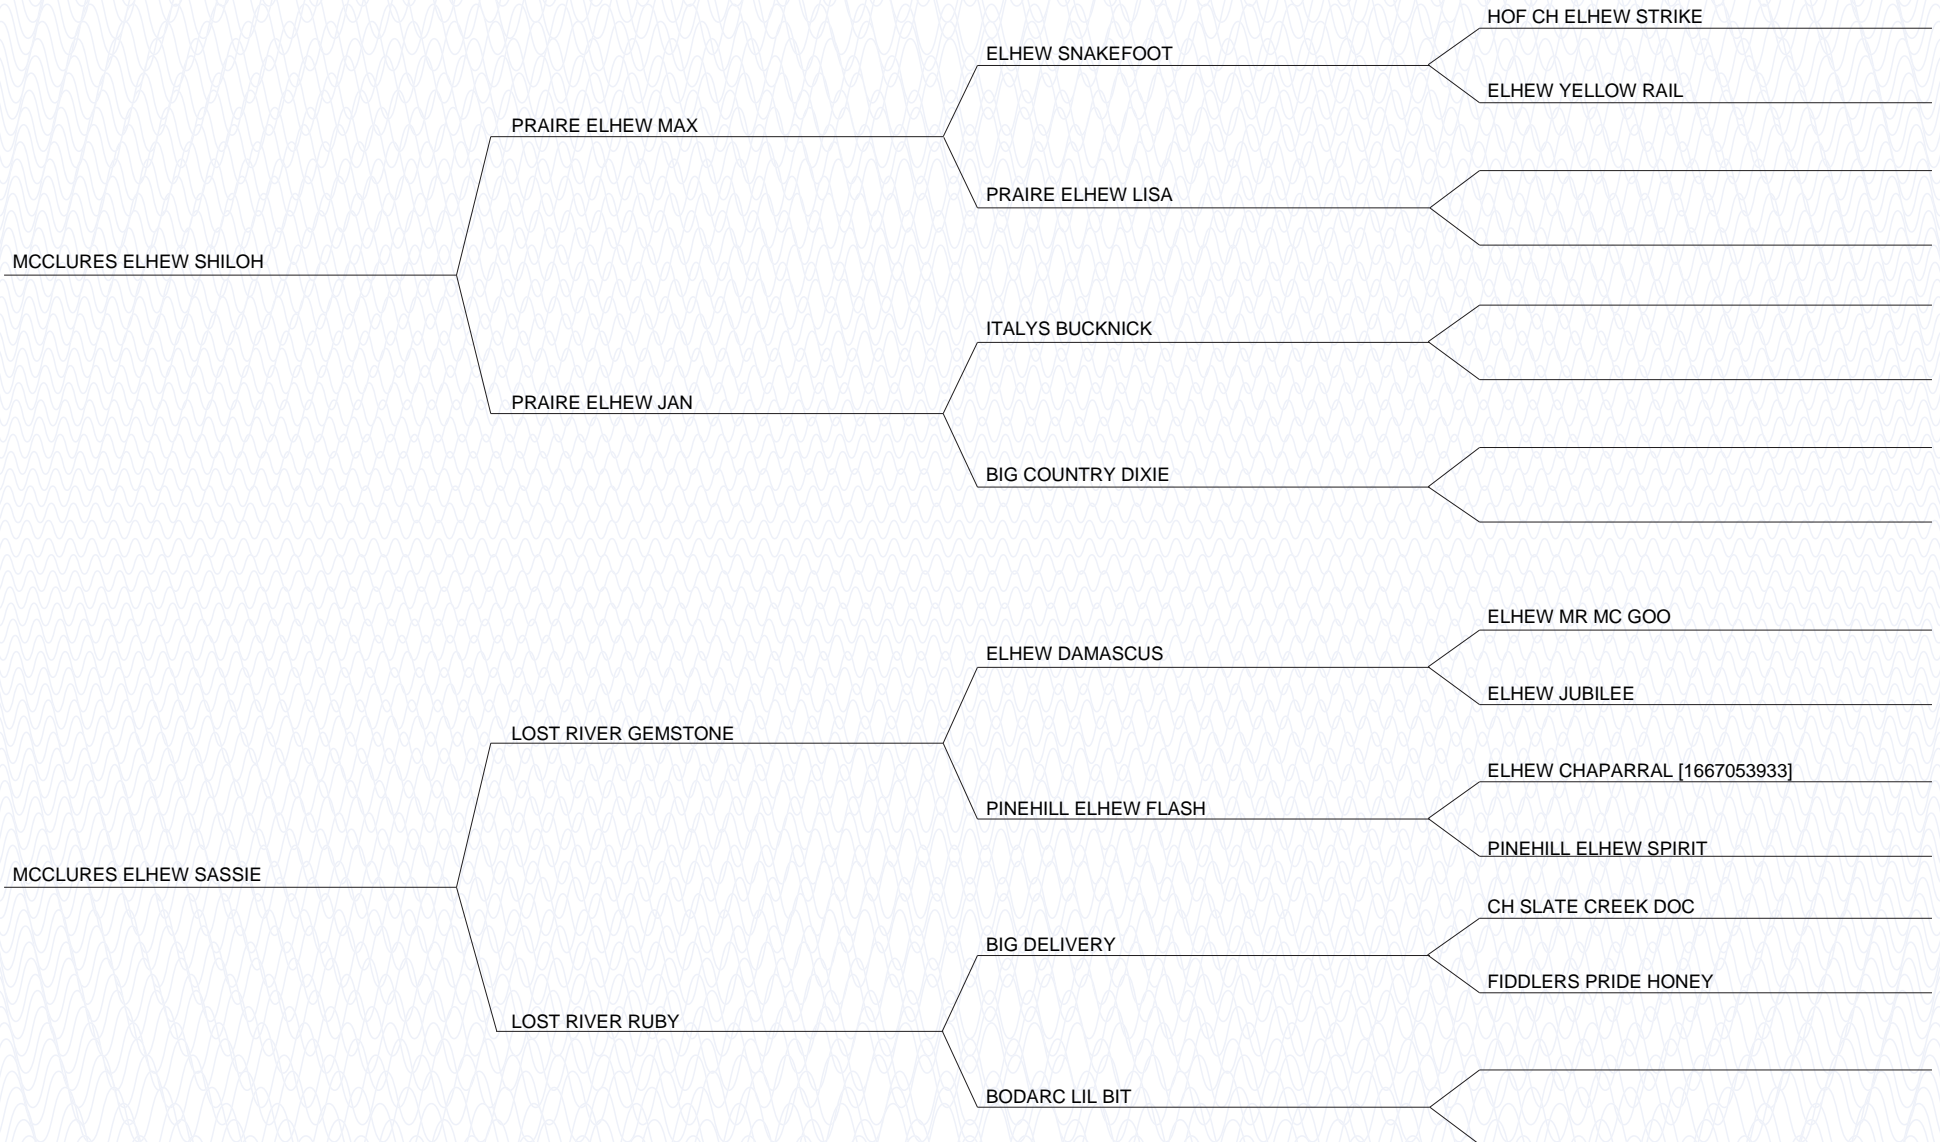 HOF CH ELHEW STRIKE
ELHEW SNAKEFOOT
ELHEW YELLOW RAIL
PRAIRE ELHEW MAX
PRAIRE ELHEW LISA
MCCLURES ELHEW SHILOH
ITALYS BUCKNICK
PRAIRE ELHEW JAN
BIG COUNTRY DIXIE
ELHEW MR MC GOO
ELHEW DAMASCUS
ELHEW JUBILEE
LOST RIVER GEMSTONE
ELHEW CHAPARRAL [1667053933]
PINEHILL ELHEW FLASH
PINEHILL ELHEW SPIRIT
MCCLURES ELHEW SASSIE
CH SLATE CREEK DOC
BIG DELIVERY
FIDDLERS PRIDE HONEY
LOST RIVER RUBY
BODARC LIL BIT